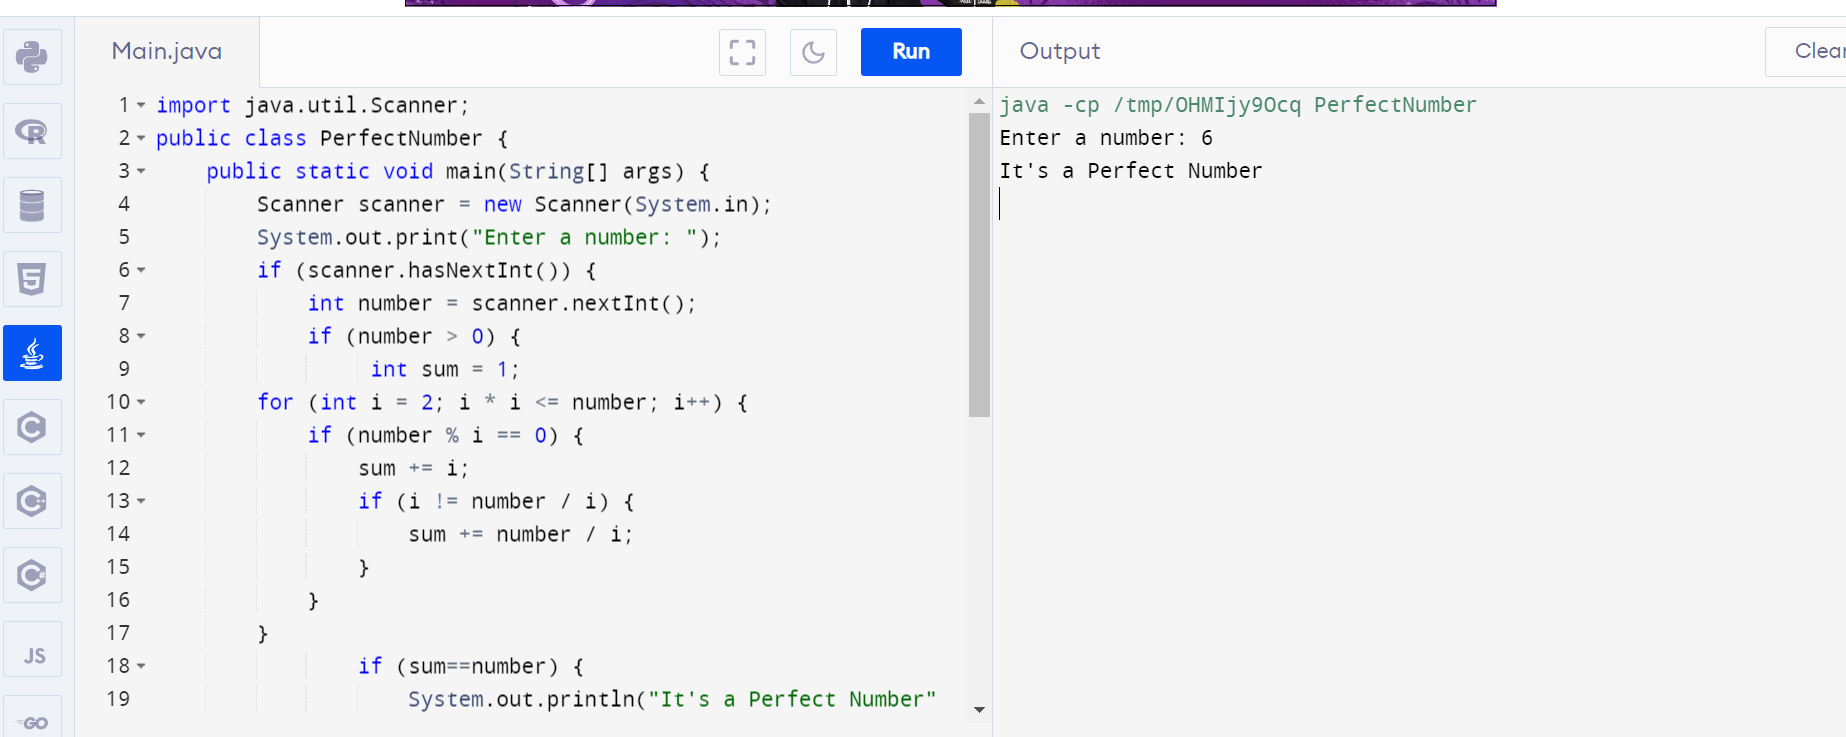 Main.java
Run
Output
Clear
1 import java.util.Scanner;
2 public class PerfectNumber {
3 public static void main(String[] args) {
4 Scanner scanner = new Scanner(System.in);
5 System.out.print("Enter a number: ");
6 if (scanner.hasNextInt()) {
7 int number = scanner.nextInt();
8 if (number > 0) {
9 int sum = 1;
10 for (int i = 2; i * i <= number; i++) {
11 if (number % i == 0) {
12 sum += i;
13 if (i != number / i) {
14 sum += number / i;
15 }
16 }
17 }
18 if (sum==number) {
19 System.out.println("It's a Perfect Number"
java -cp /tmp/OHMIjy9Ocq PerfectNumber
Enter a number: 6
It's a Perfect Number
R
5
C
C
C
JS
GO